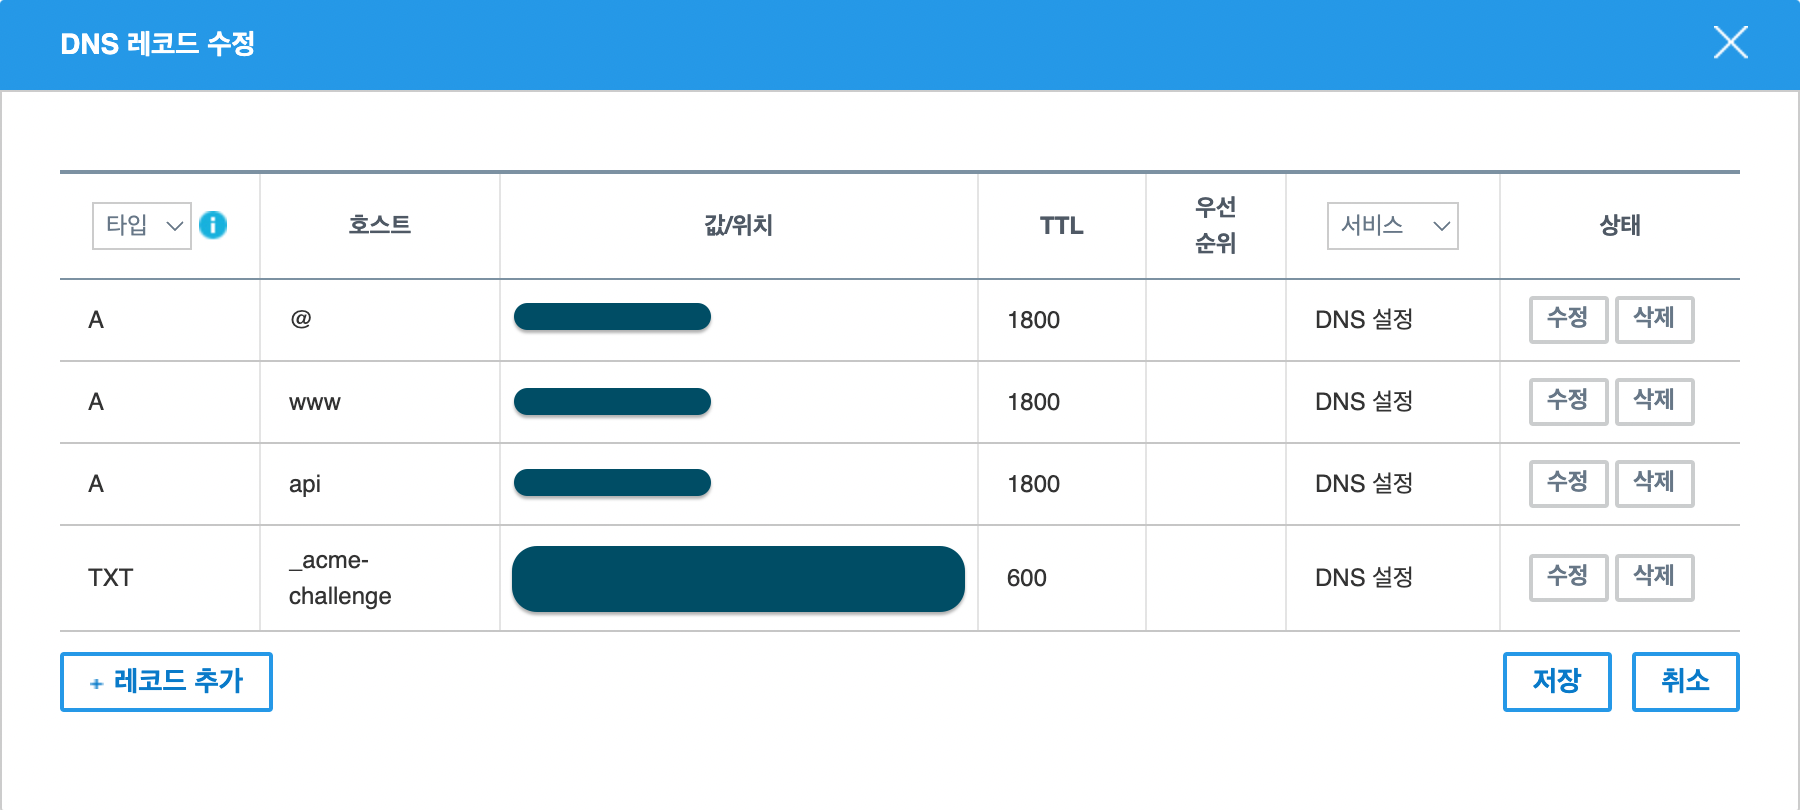 DNS 레코드 수정
타입 호스트 값/위치 TTL 우선 순위 서비스 상태
A @ 1800 DNS 설정 수정 삭제
A www 1800 DNS 설정 수정 삭제
A api 1800 DNS 설정 수정 삭제
TXT _acme-challenge 600 DNS 설정 수정 삭제
+ 레코드 추가 저장 취소